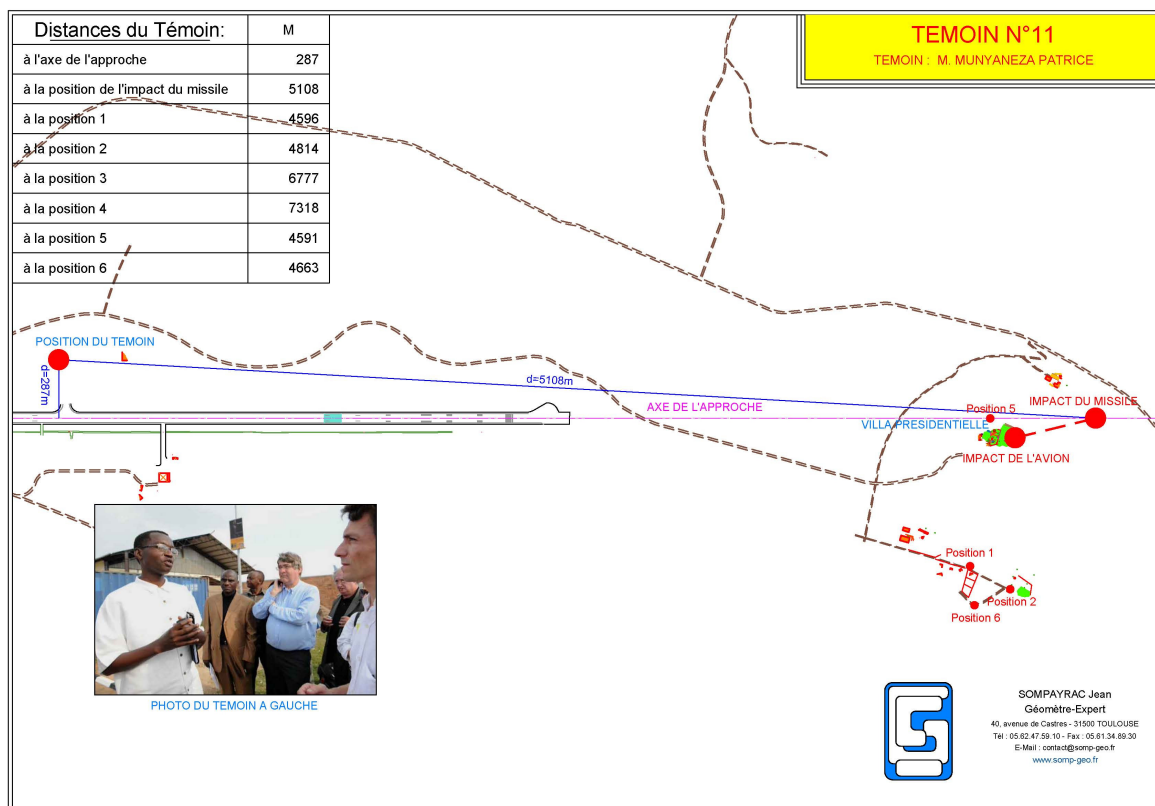 Distances du Témoin: M
à l'axe de l'approche 287
à la position de l'impact du missile 5108
à la position 1 4596
à la position 2 4814
à la position 3 6777
à la position 4 7318
à la position 5 4591
à la position 6 4663
TEMOIN N°11
TEMOIN : M. MUNYANEZA PATRICE
POSITION DU TEMOIN
d=287m
d=5108m
AXE DE L'APPROCHE
IMPACT DU MISSILE
Position 5
VILLA PRESIDENTIELLE
IMPACT DE L'AVION
Position 1
Position 2
Position 6
PHOTO DU TEMOIN A GAUCHE
SOMPAYRAC Jean
Géomètre-Expert
40, avenue de Castres - 31500 TOULOUSE
Tél : 05.62.47.59.10 - Fax : 05.61.34.89.30
E-Mail : contact@somp-geo.fr
www.somp-geo.fr